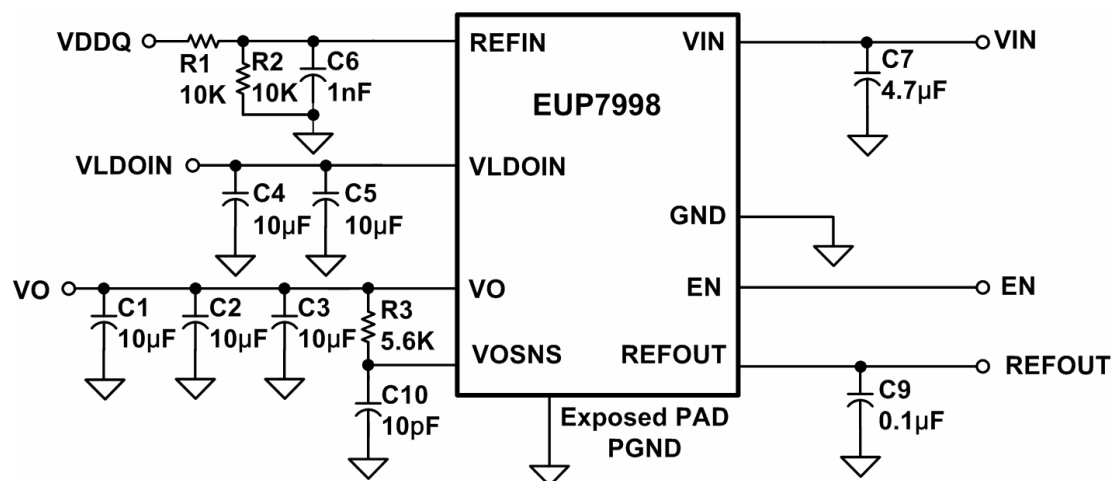 VDDQ
R1
10K
R2
10K
C6
1nF
REFIN
VIN
VIN
C7
4.7µF
EUP7998
VLDOIN
C4
10µF
C5
10µF
VLDOIN
GND
VO
C1
10µF
C2
10µF
C3
10µF
R3
5.6K
VO
EN
EN
VOSNS
REFOUT
REFOUT
C10
10pF
C9
0.1µF
Exposed PAD
PGND